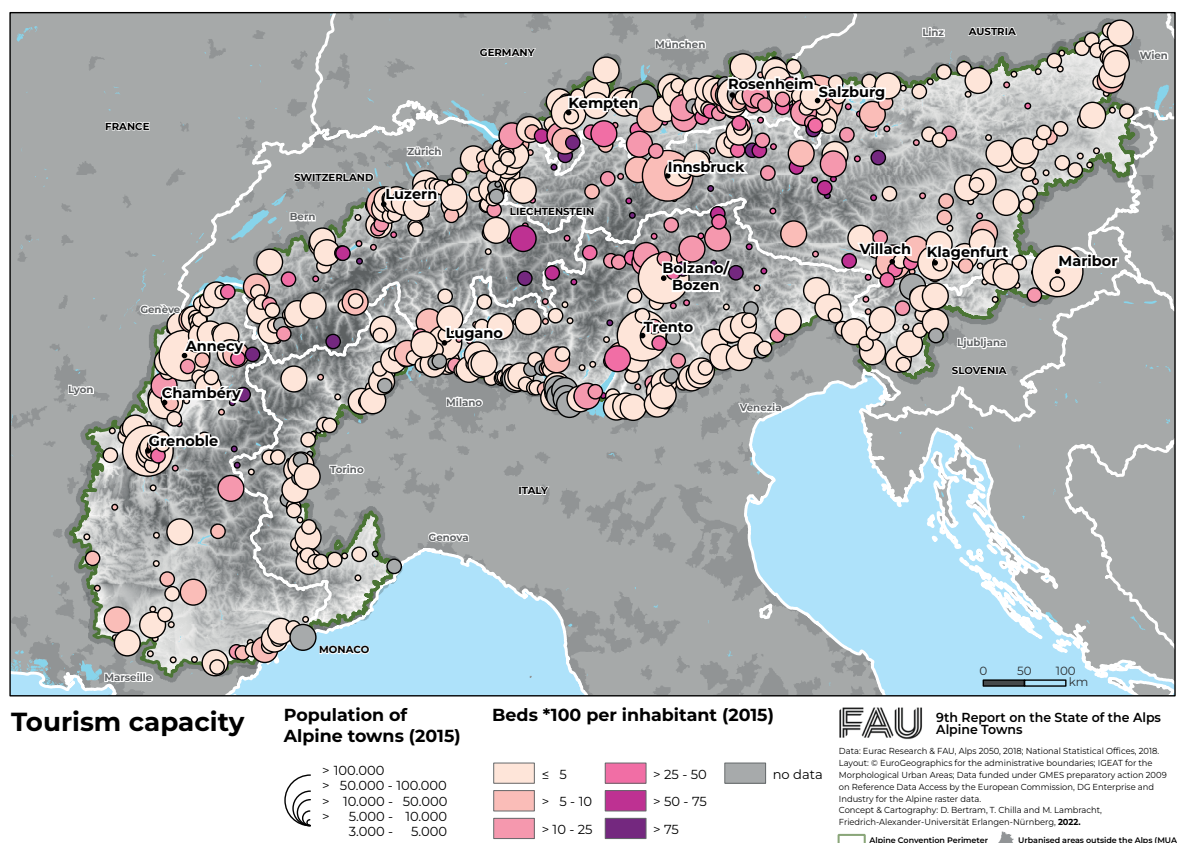 Linz
AUSTRIA
München
GERMANY
Wien
Rosenheim
Salzburg
Kempten
FRANCE
Zürich
Innsbruck
SWITZERLAND
Luzern
LIECHTENSTEIN
Bern
Villach
Klagenfurt
Maribor
Bolzano/
Bozen
Genève
Trento
Lugano
Annecy
Ljubljana
SLOVENIA
Lyon
Chambéry
Milano
Venezia
Grenoble
Torino
ITALY
Genova
MONACO
Marseille
0 50 100
km
Tourism capacity
Population of
Alpine towns (2015)
> 100.000
> 50.000 - 100.000
> 10.000 - 50.000
> 5.000 - 10.000
3.000 - 5.000
Beds *100 per inhabitant (2015)
≤ 5
> 5 - 10
> 10 - 25
> 25 - 50
> 50 - 75
> 75
no data
FAU
9th Report on the State of the Alps
Alpine Towns
Data: Eurac Research & FAU, Alps 2050, 2018; National Statistical Offices, 2018.
Layout: © EuroGeographics for the administrative boundaries; IGEAT for the
Morphological Urban Areas; Data funded under GMES preparatory action 2009
on Reference Data Access by the European Commission, DG Enterprise and
Industry for the Alpine raster data.
Concept & Cartography: D. Bertram, T. Chilla and M. Lambracht,
Friedrich-Alexander-Universität Erlangen-Nürnberg, 2022.
Alpine Convention Perimeter
Urbanised areas outside the Alps (MUA